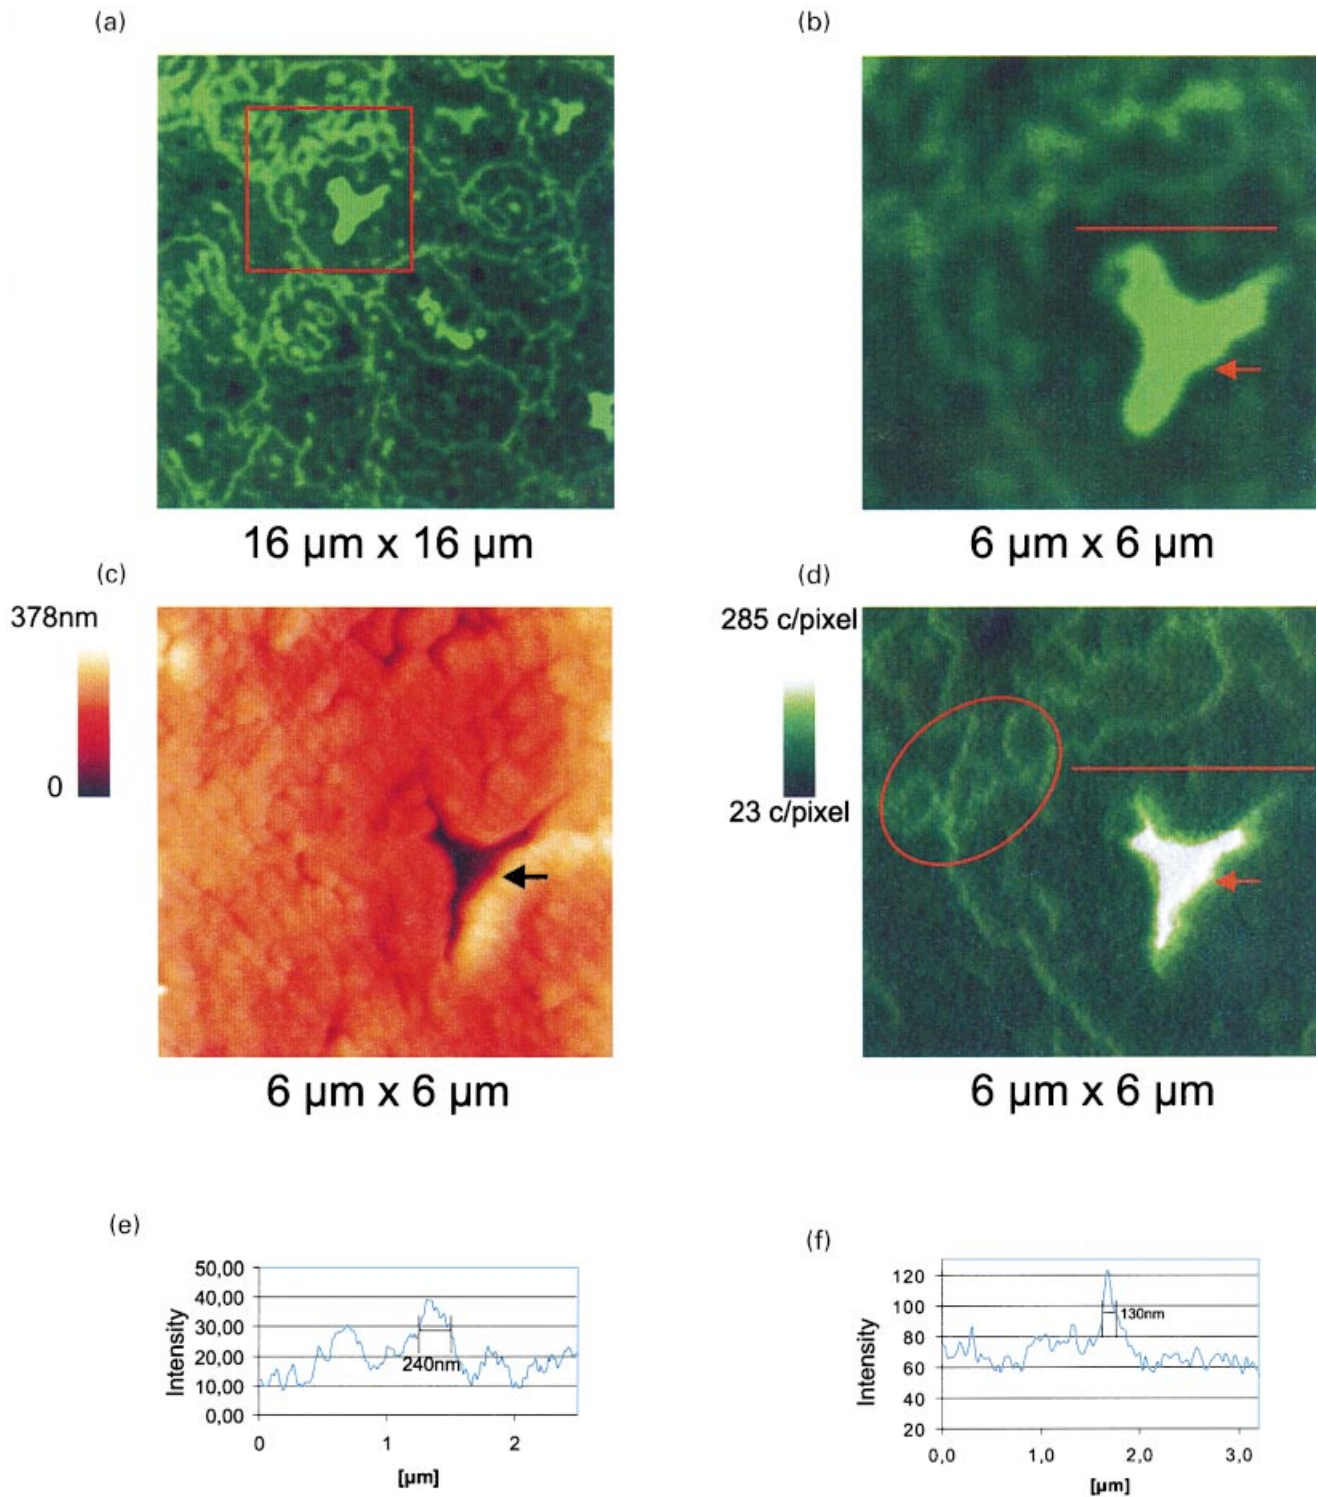 (a)
(b)
16 µm x 16 µm
6 µm x 6 µm
(c)
(d)
378nm
0
285 c/pixel
23 c/pixel
6 µm x 6 µm
6 µm x 6 µm
(e)
(f)
50,00
40,00
30,00
20,00
10,00
0,00
Intensity
240nm
0 1 2
[µm]
120
100
80
60
40
20
Intensity
130nm
0,0 1,0 2,0 3,0
[µm]